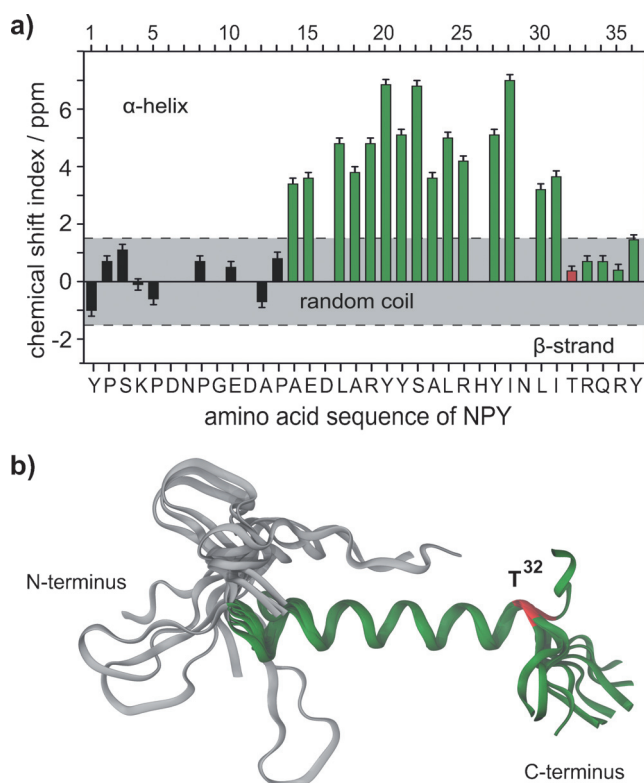 a)
1 5 10 15 20 25 30 35
6
4
2
0
-2
chemical shift index / ppm
α-helix
random coil
β-strand
YPSKPDNPGEDAPAEDLARYYSALRHYINLITRQRY
amino acid sequence of NPY
b)
N-terminus
T32
C-terminus